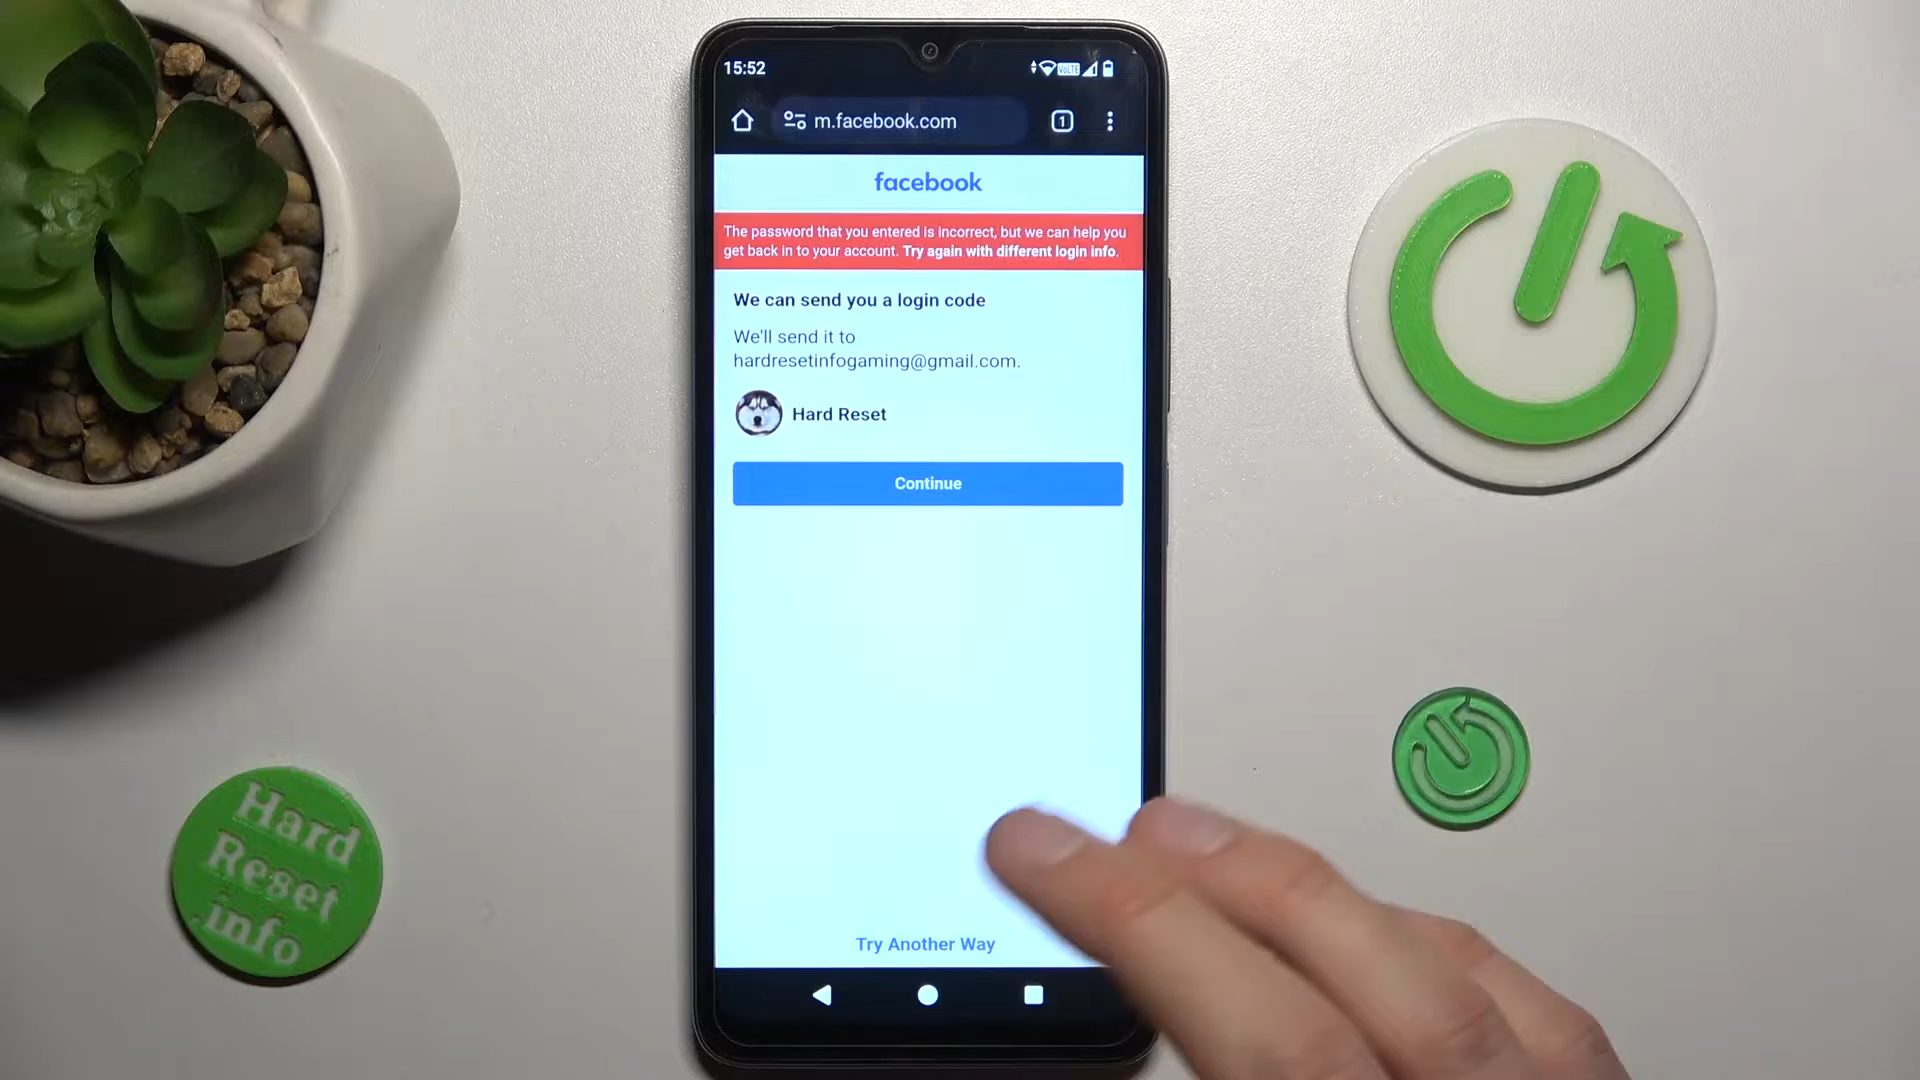 15:52
VoLTE
m.facebook.com
1
facebook
The password that you entered is incorrect, but we can help you
get back in to your account. Try again with different login info.
We can send you a login code
We'll send it to
hardresetinfogaming@gmail.com.
Hard Reset
Continue
Try Another Way
Hard
Reset
.info